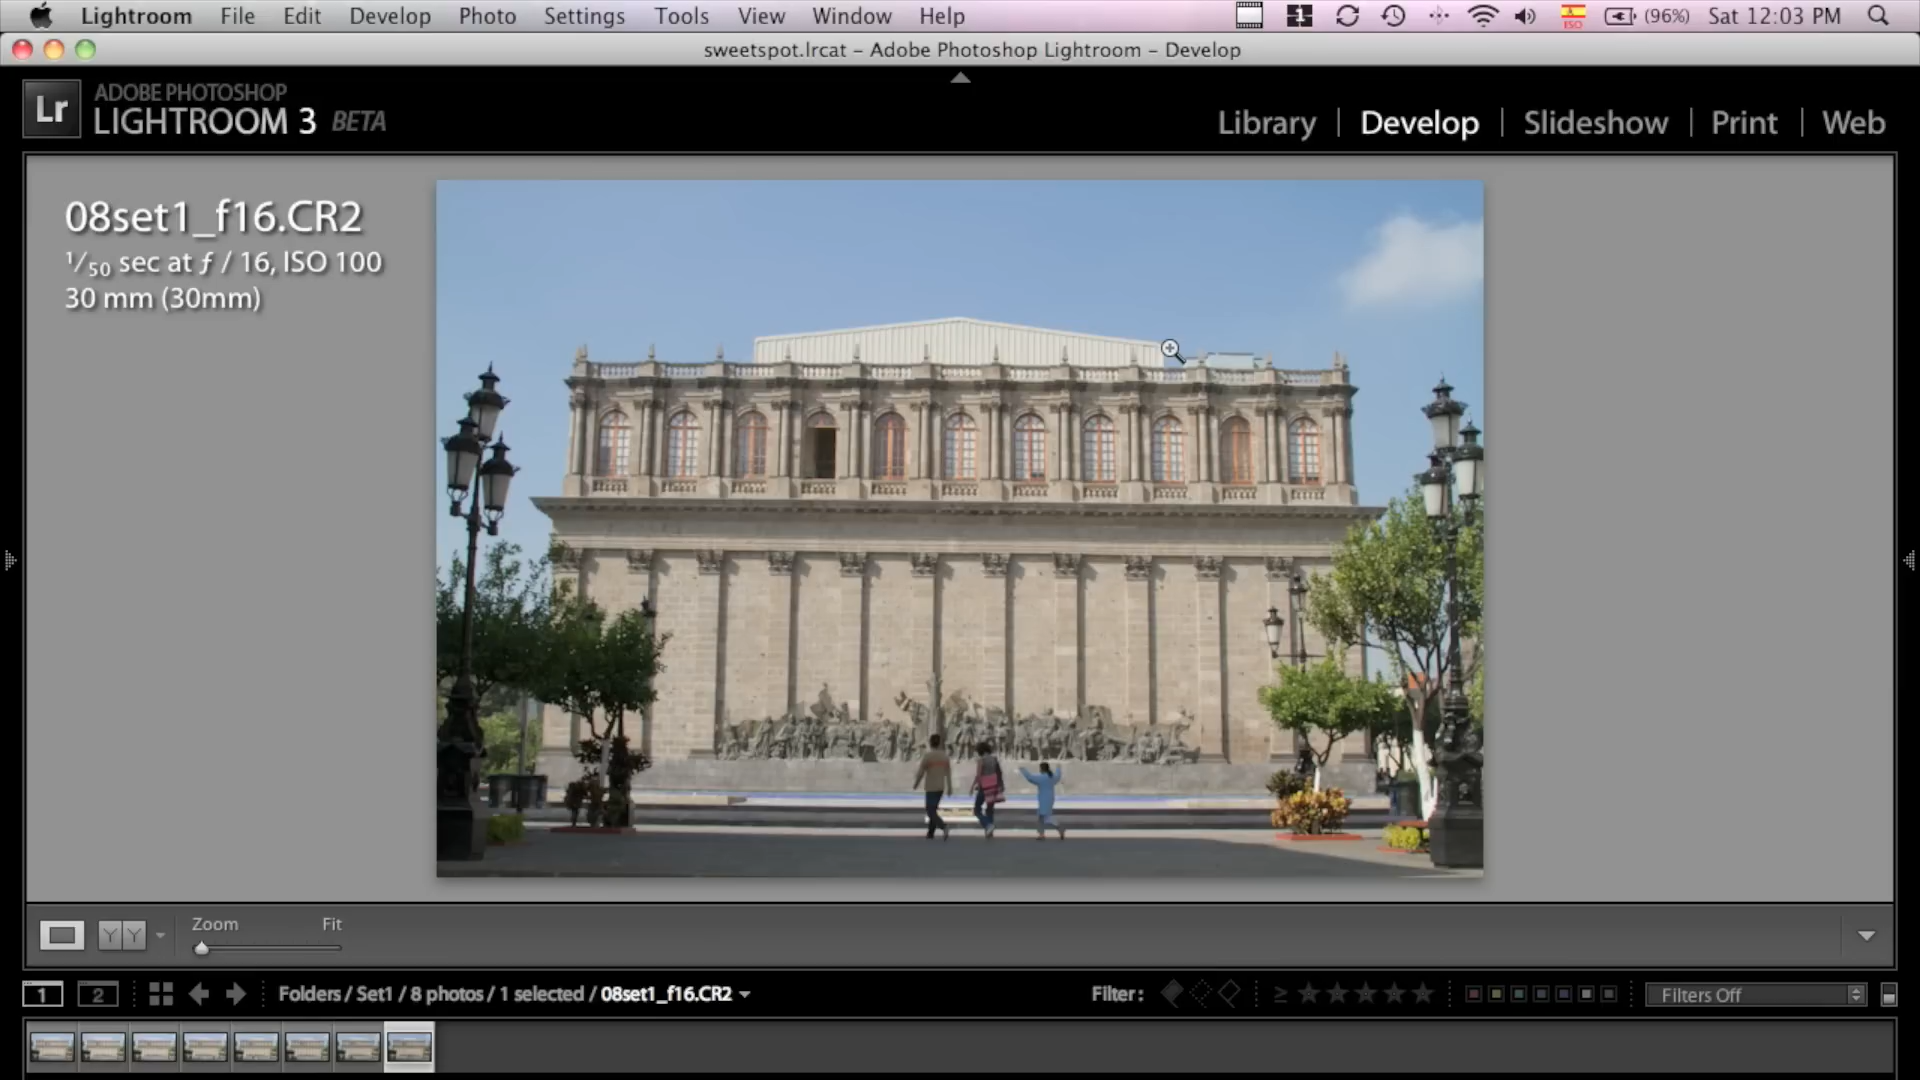 Lightroom File Edit Develop Photo Settings Tools View Window Help 1 ISO (96%) Sat 12:03 PM
sweetspot.lrcat – Adobe Photoshop Lightroom – Develop
Lr ADOBE PHOTOSHOP
LIGHTROOM 3 BETA
Library | Develop | Slideshow | Print | Web
08set1_f16.CR2
1/50 sec at ƒ / 16, ISO 100
30 mm (30mm)
Zoom Fit
YY
1 2 Folders / Set1 / 8 photos / 1 selected / 08set1_f16.CR2 Filter: ≥ ★★★★★ Filters Off